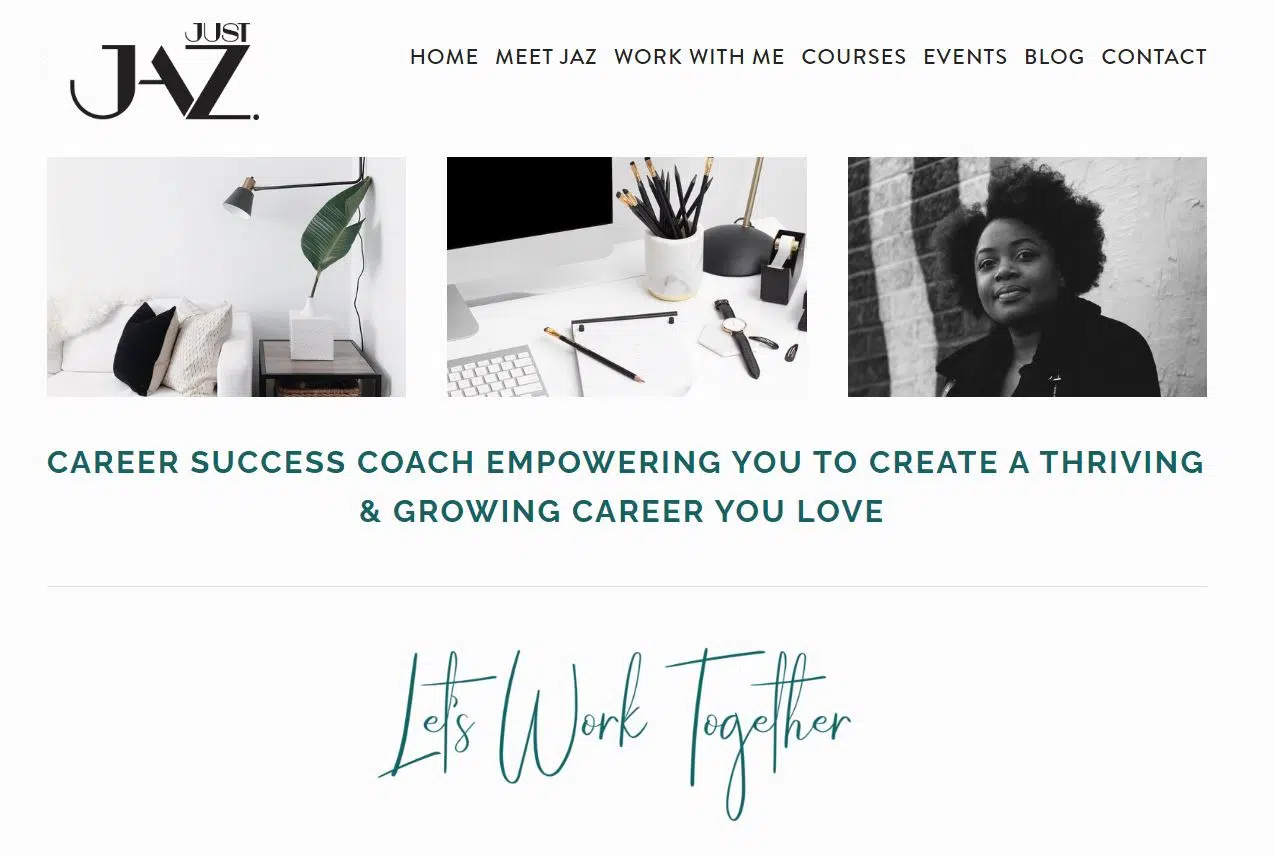 JUST
JAZ.
HOME MEET JAZ WORK WITH ME COURSES EVENTS BLOG CONTACT
CAREER SUCCESS COACH EMPOWERING YOU TO CREATE A THRIVING
& GROWING CAREER YOU LOVE
Let's Work Together